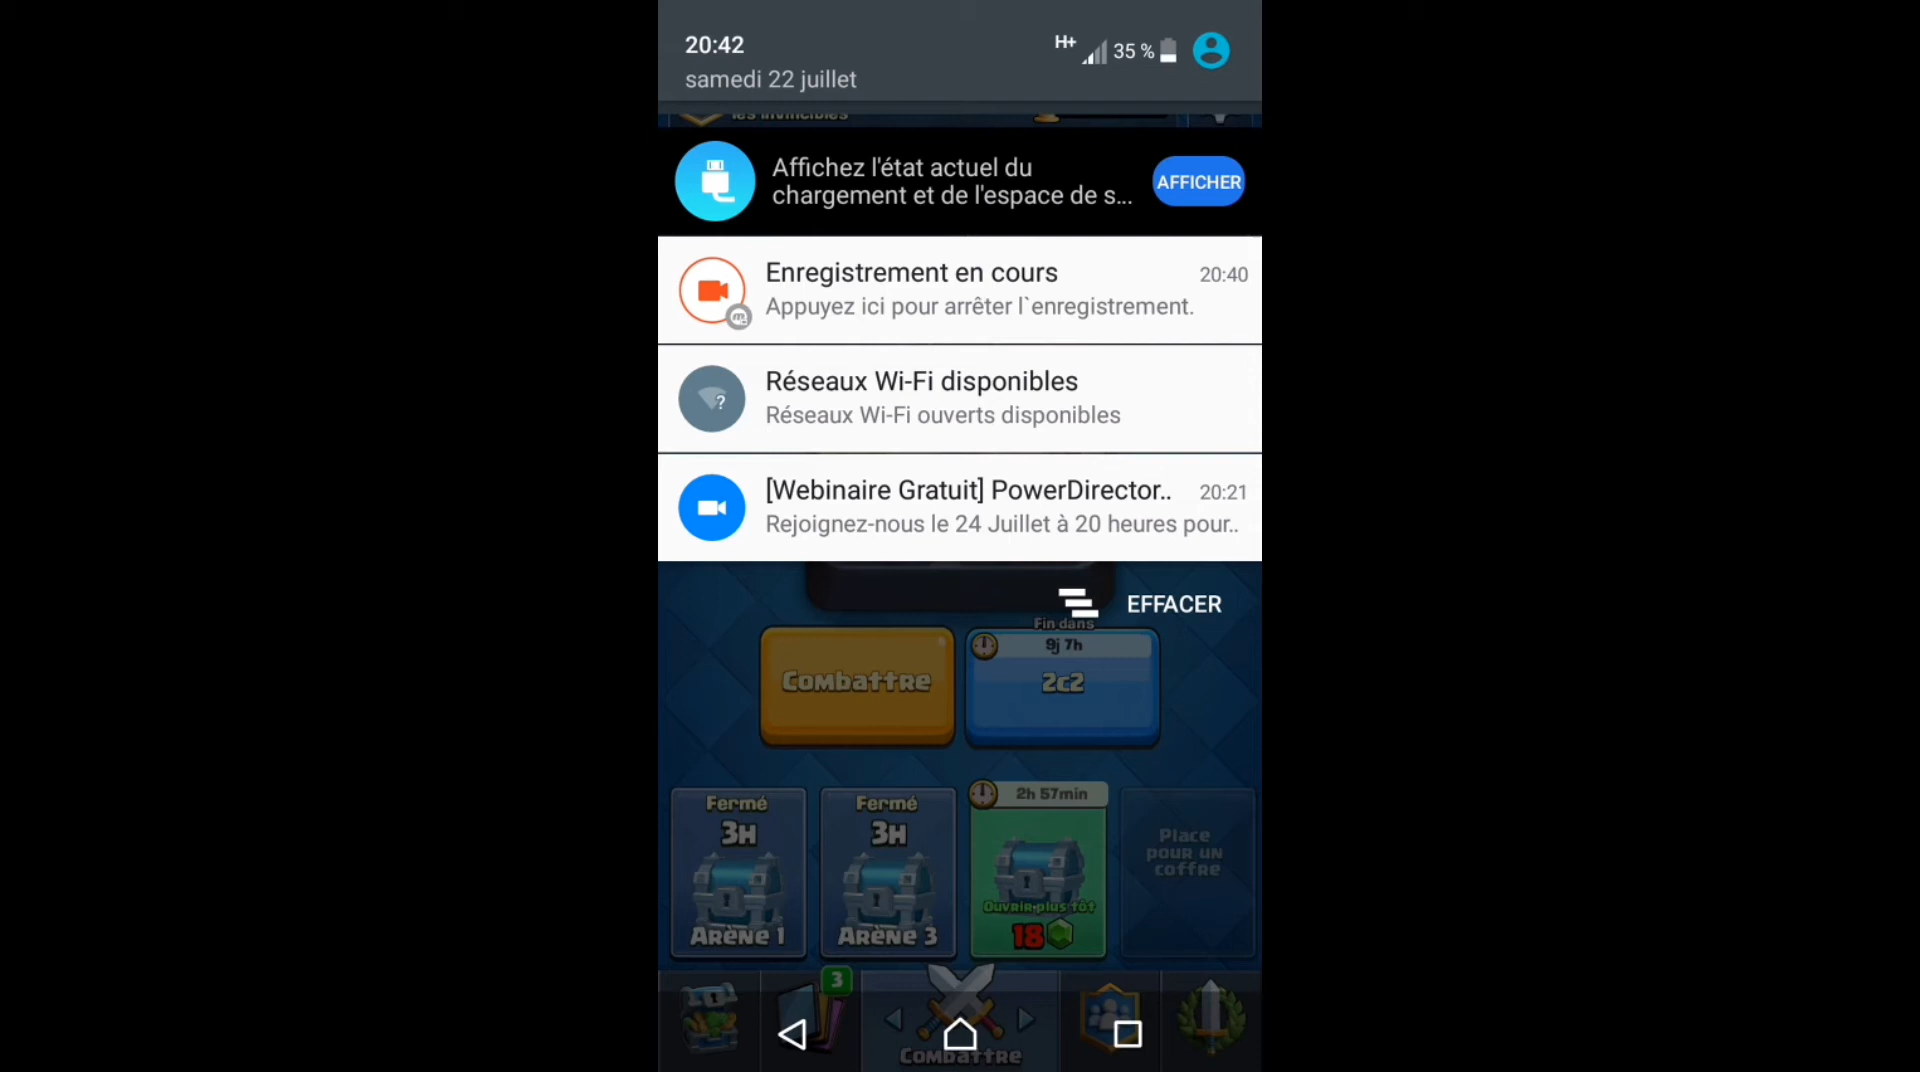 20:42
H+ 35 %
samedi 22 juillet
les invincibles
Affichez l'état actuel du
chargement et de l'espace de s...
AFFICHER
Enregistrement en cours
20:40
Appuyez ici pour arrêter l`enregistrement.
Réseaux Wi-Fi disponibles
Réseaux Wi-Fi ouverts disponibles
[Webinaire Gratuit] PowerDirector..
20:21
Rejoignez-nous le 24 Juillet à 20 heures pour..
EFFACER
Fin dans
9j 7h
Combattre
2c2
Fermé
3H
Arène 1
Fermé
3H
Arène 3
2h 57min
Ouvrir plus tôt
18
Place
pour un
coffre
3
Combattre